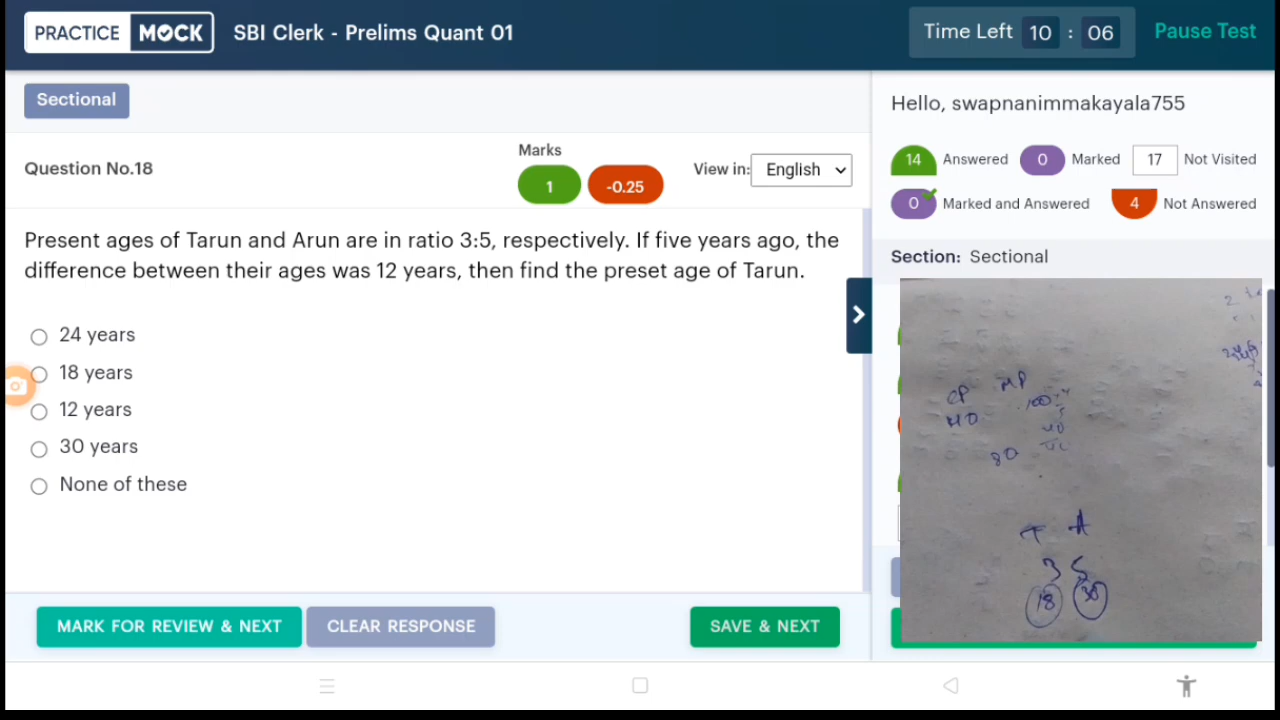 PRACTICE MOCK
SBI Clerk - Prelims Quant 01
Time Left 10 : 06
Pause Test
Sectional
Hello, swapnanimmakayala755
Question No.18
Marks
1 -0.25
View in: English
14 Answered 0 Marked 17 Not Visited
0 Marked and Answered 4 Not Answered
Present ages of Tarun and Arun are in ratio 3:5, respectively. If five years ago, the
difference between their ages was 12 years, then find the preset age of Tarun.
Section: Sectional
24 years
18 years
12 years
30 years
None of these
CP MP
80
T A
3 5
18 30
MARK FOR REVIEW & NEXT
CLEAR RESPONSE
SAVE & NEXT